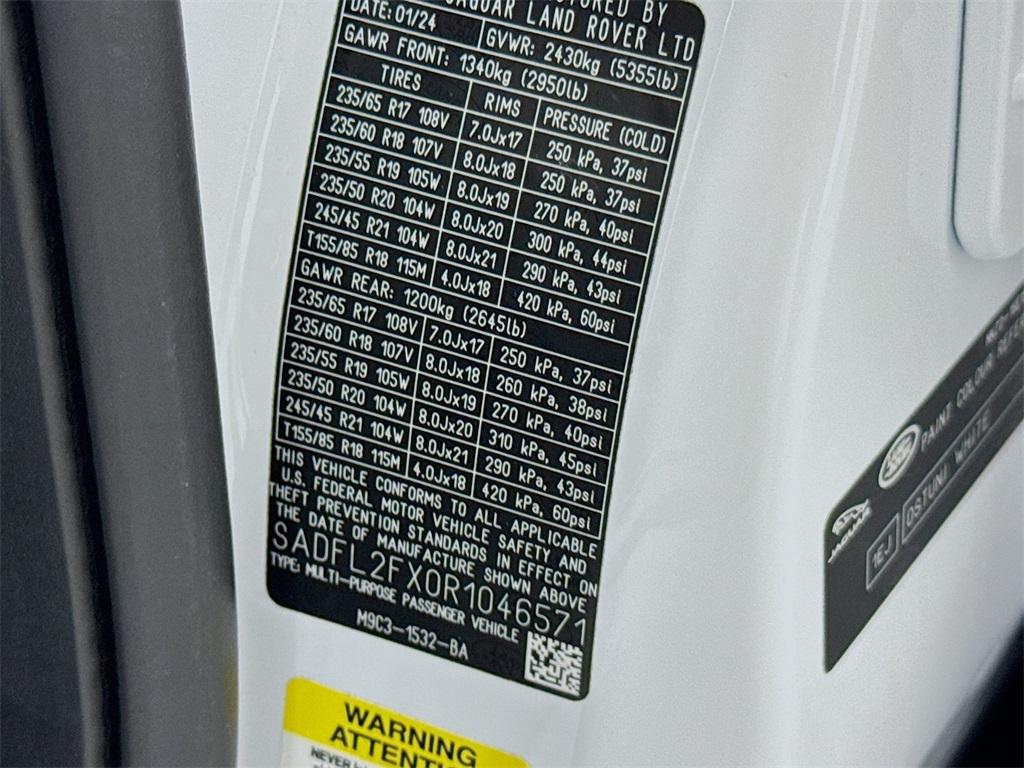 BY
JAGUAR LAND ROVER LTD
DATE: 01/24 GVWR: 2430kg (5355lb)
GAWR FRONT: 1340kg (2950lb)
TIRES RIMS PRESSURE (COLD)
235/65 R17 108V 7.0Jx17 250 kPa, 37psi
235/60 R18 107V 8.0Jx18 250 kPa, 37psi
235/55 R19 105W 8.0Jx19 270 kPa, 40psi
235/50 R20 104W 8.0Jx20 300 kPa, 44psi
245/45 R21 104W 8.0Jx21 290 kPa, 43psi
T155/85 R18 115M 4.0Jx18 420 kPa, 60psi
GAWR REAR: 1200kg (2645lb)
235/65 R17 108V 7.0Jx17 250 kPa, 37psi
235/60 R18 107V 8.0Jx18 260 kPa, 38psi
235/55 R19 105W 8.0Jx19 270 kPa, 40psi
235/50 R20 104W 8.0Jx20 310 kPa, 45psi
245/45 R21 104W 8.0Jx21 290 kPa, 43psi
T155/85 R18 115M 4.0Jx18 420 kPa, 60psi
THIS VEHICLE CONFORMS TO ALL APPLICABLE
U.S. FEDERAL MOTOR VEHICLE SAFETY AND
THEFT PREVENTION STANDARDS IN EFFECT ON
THE DATE OF MANUFACTURE SHOWN ABOVE
SADFL2FX0R1046571
TYPE: MULTI-PURPOSE PASSENGER VEHICLE
M9C3-1532-BA
WARNING
ATTENTION
NEVER
PAINT COLOUR
JAGUAR
1EJ OSTUNI WHITE